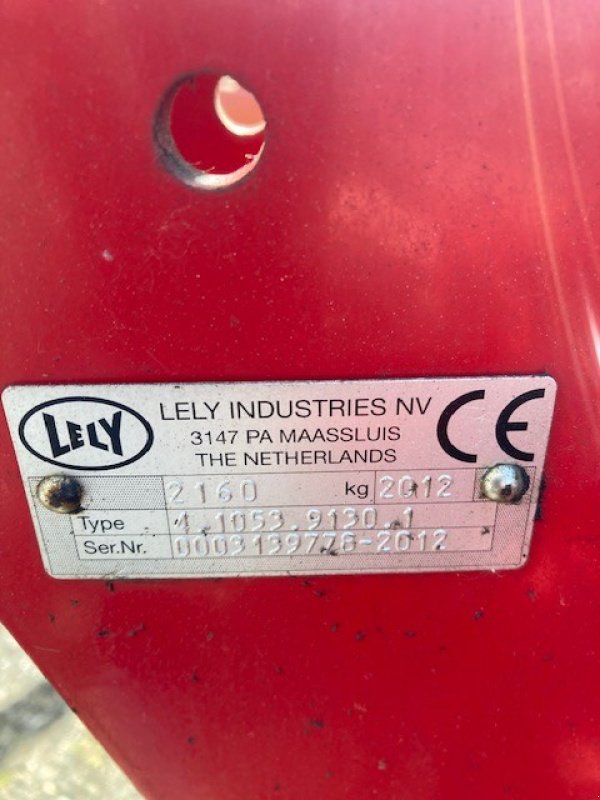 LELY
LELY INDUSTRIES NV
3147 PA MAASSLUIS
THE NETHERLANDS
CE
2160 kg 2012
Type 4.1053.9130.1
Ser.Nr. 0003139778-2012